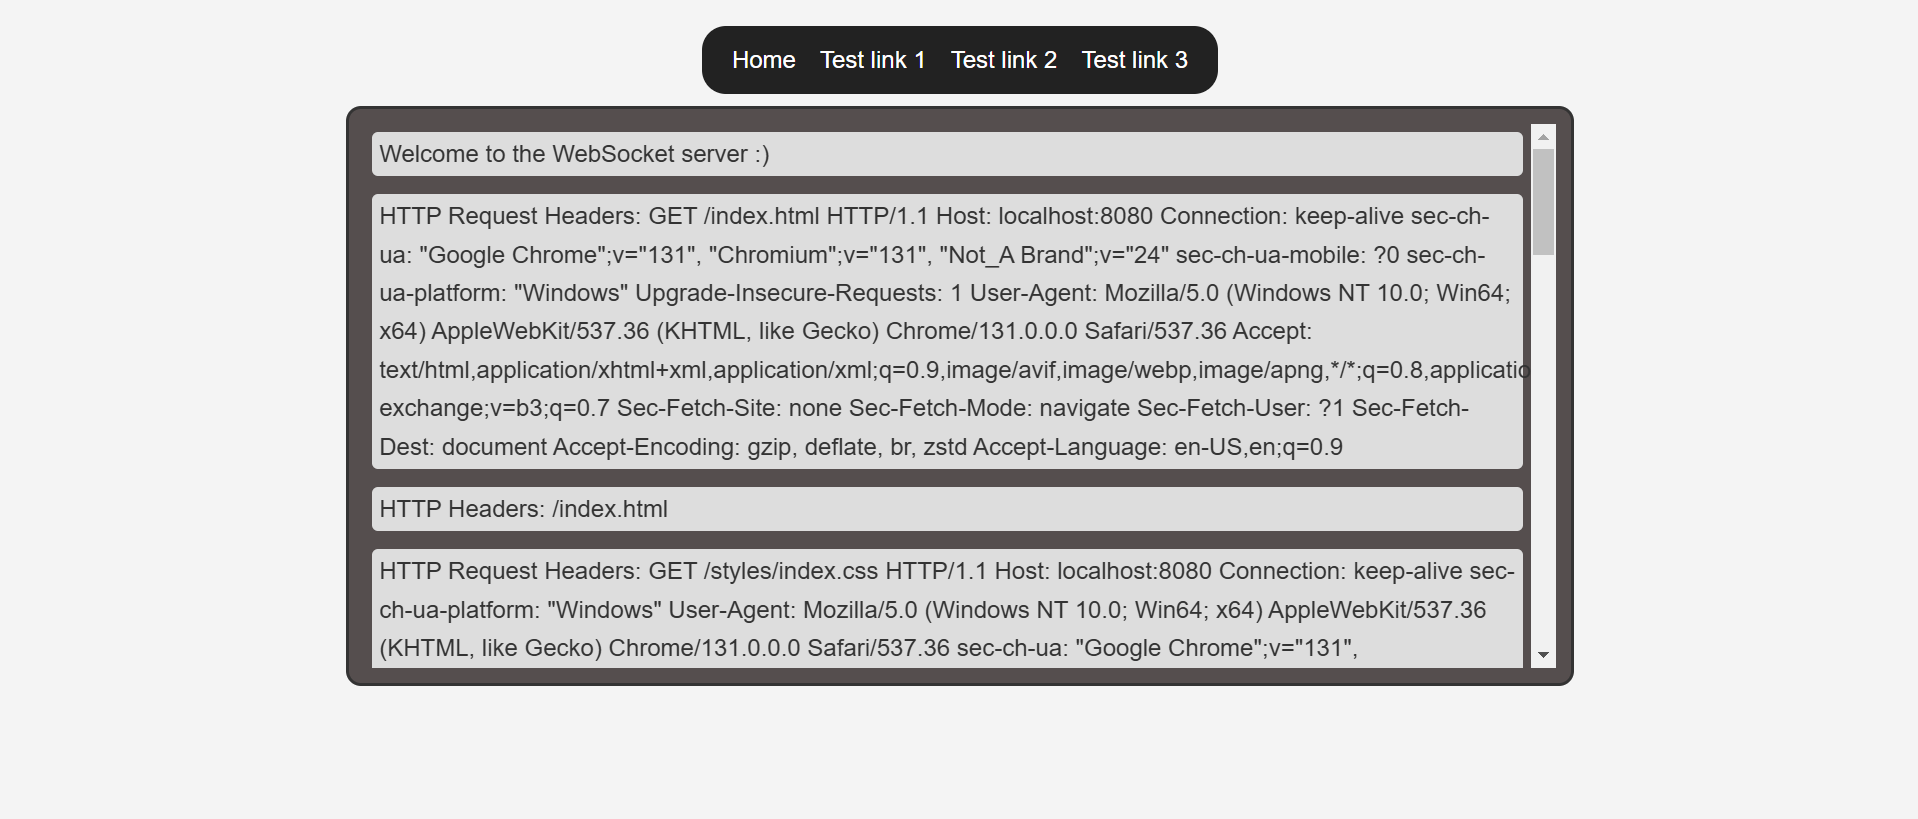 Home Test link 1 Test link 2 Test link 3
Welcome to the WebSocket server :)
HTTP Request Headers: GET /index.html HTTP/1.1 Host: localhost:8080 Connection: keep-alive sec-ch-
ua: "Google Chrome";v="131", "Chromium";v="131", "Not_A Brand";v="24" sec-ch-ua-mobile: ?0 sec-ch-
ua-platform: "Windows" Upgrade-Insecure-Requests: 1 User-Agent: Mozilla/5.0 (Windows NT 10.0; Win64;
x64) AppleWebKit/537.36 (KHTML, like Gecko) Chrome/131.0.0.0 Safari/537.36 Accept:
text/html,application/xhtml+xml,application/xml;q=0.9,image/avif,image/webp,image/apng,*/*;q=0.8,applicatio
exchange;v=b3;q=0.7 Sec-Fetch-Site: none Sec-Fetch-Mode: navigate Sec-Fetch-User: ?1 Sec-Fetch-
Dest: document Accept-Encoding: gzip, deflate, br, zstd Accept-Language: en-US,en;q=0.9
HTTP Headers: /index.html
HTTP Request Headers: GET /styles/index.css HTTP/1.1 Host: localhost:8080 Connection: keep-alive sec-
ch-ua-platform: "Windows" User-Agent: Mozilla/5.0 (Windows NT 10.0; Win64; x64) AppleWebKit/537.36
(KHTML, like Gecko) Chrome/131.0.0.0 Safari/537.36 sec-ch-ua: "Google Chrome";v="131",